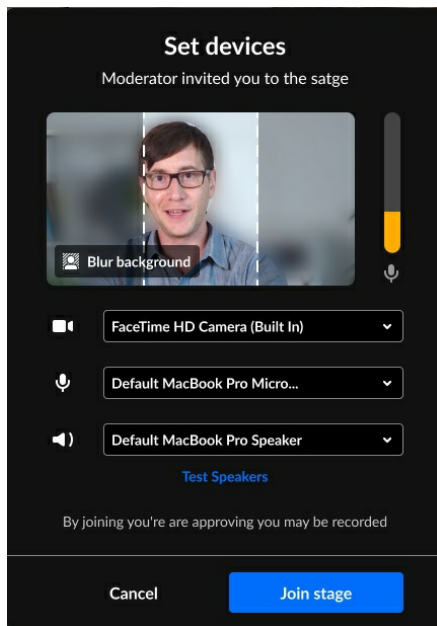 Set devices
Moderator invited you to the satge
Blur background
FaceTime HD Camera (Built In)
Default MacBook Pro Micro...
Default MacBook Pro Speaker
Test Speakers
By joining you're are approving you may be recorded
Cancel
Join stage